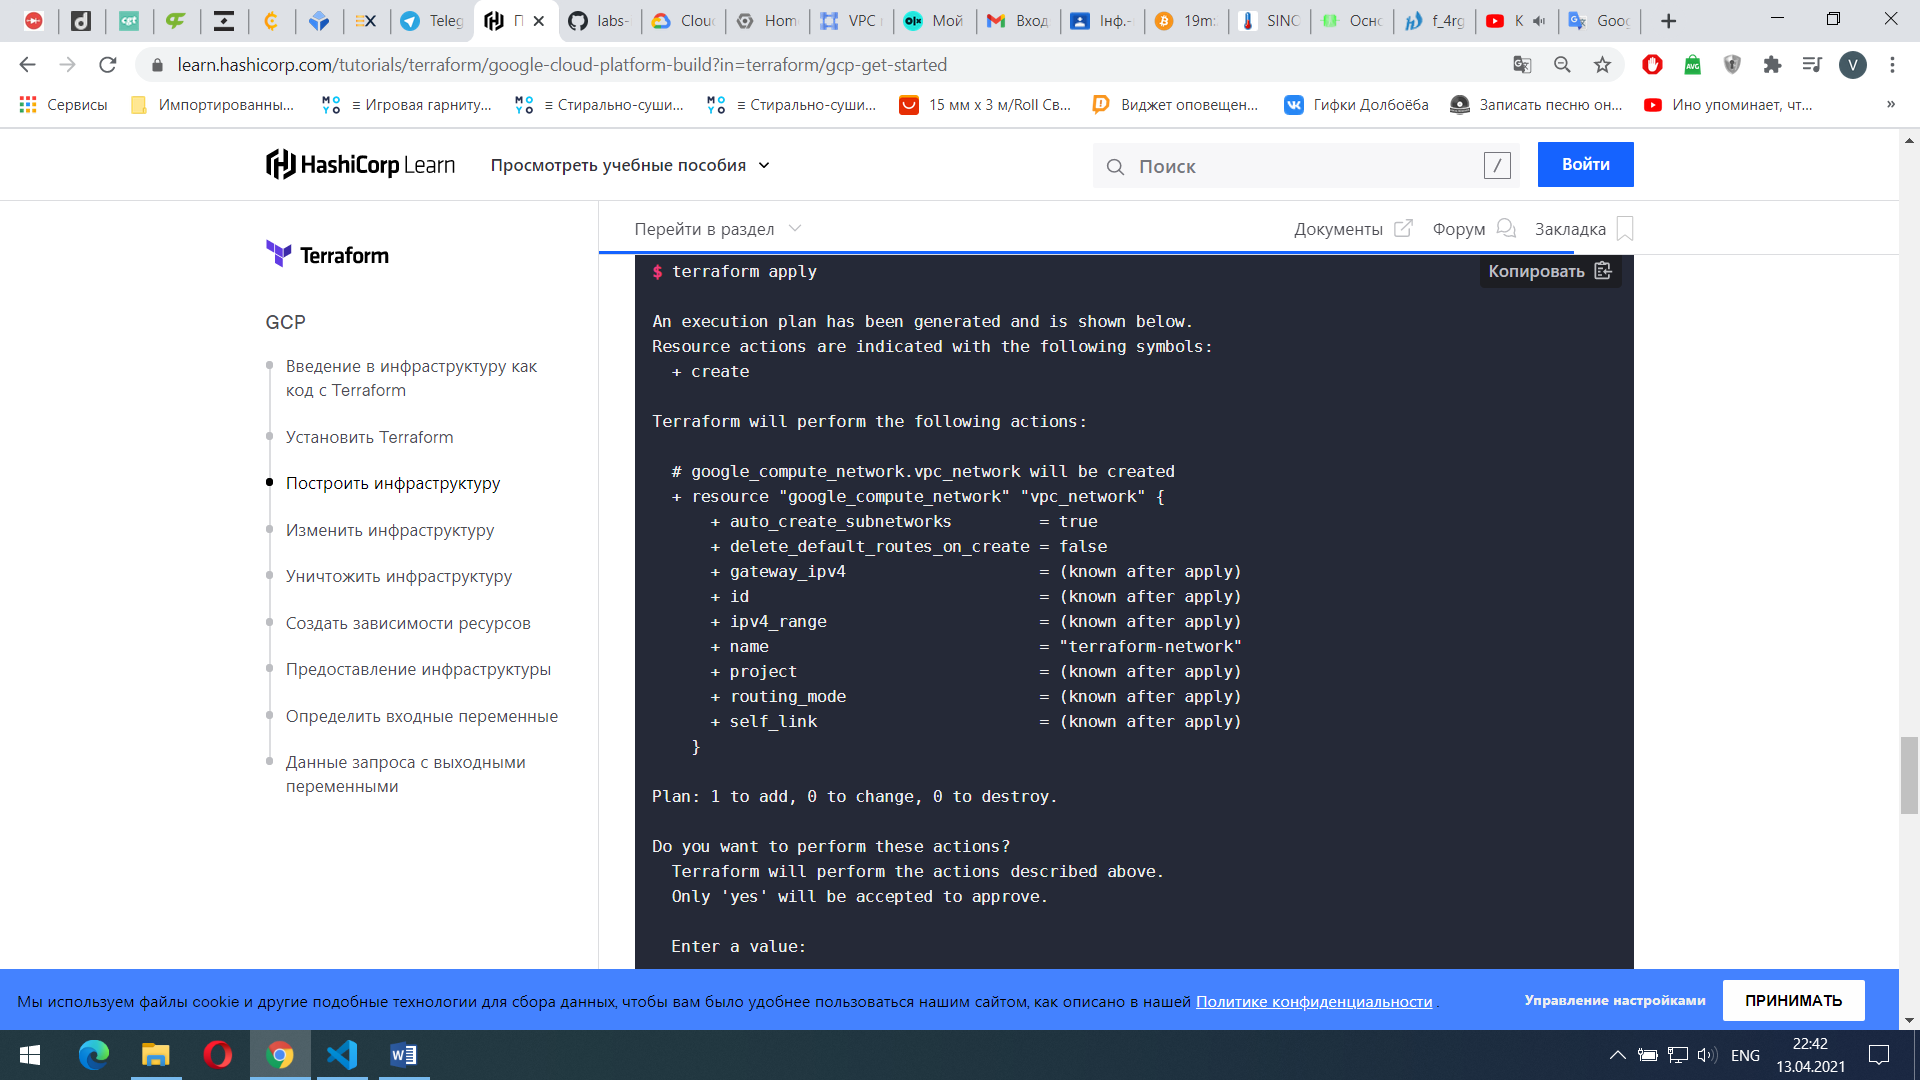 Teleg
П
labs-
Cloud
Hom
VPC
Мой
Вход
Інф.-
19m
SINC
Осно
f_4rg
К
Goog
learn.hashicorp.com/tutorials/terraform/google-cloud-platform-build?in=terraform/gcp-get-started
V
Сервисы
Импортированны...
≡ Игровая гарниту...
≡ Стирально-суши...
≡ Стирально-суши...
15 мм x 3 м/Roll Св...
Виджет оповещен...
Гифки Долбоёба
Записать песню он...
Ино упоминает, чт...
»
HashiCorp Learn
Просмотреть учебные пособия
Поиск
/
Войти
Terraform
Перейти в раздел
Документы
Форум
Закладка
GCP
Введение в инфраструктуру как
код с Terraform
Установить Terraform
Построить инфраструктуру
Изменить инфраструктуру
Уничтожить инфраструктуру
Создать зависимости ресурсов
Предоставление инфраструктуры
Определить входные переменные
Данные запроса с выходными
переменными
$ terraform apply
Копировать
An execution plan has been generated and is shown below.
Resource actions are indicated with the following symbols:
+ create
Terraform will perform the following actions:
# google_compute_network.vpc_network will be created
+ resource "google_compute_network" "vpc_network" {
+ auto_create_subnetworks = true
+ delete_default_routes_on_create = false
+ gateway_ipv4 = (known after apply)
+ id = (known after apply)
+ ipv4_range = (known after apply)
+ name = "terraform-network"
+ project = (known after apply)
+ routing_mode = (known after apply)
+ self_link = (known after apply)
}
Plan: 1 to add, 0 to change, 0 to destroy.
Do you want to perform these actions?
Terraform will perform the actions described above.
Only 'yes' will be accepted to approve.
Enter a value:
Мы используем файлы cookie и другие подобные технологии для сбора данных, чтобы вам было удобнее пользоваться нашим сайтом, как описано в нашей Политике конфиденциальности .
Управление настройками
ПРИНИМАТЬ
ENG
22:42
13.04.2021